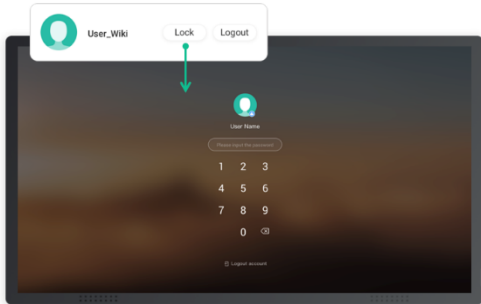 User_Wiki
Lock
Logout
User Name
Please input the password
1 2 3
4 5 6
7 8 9
0
Logout account